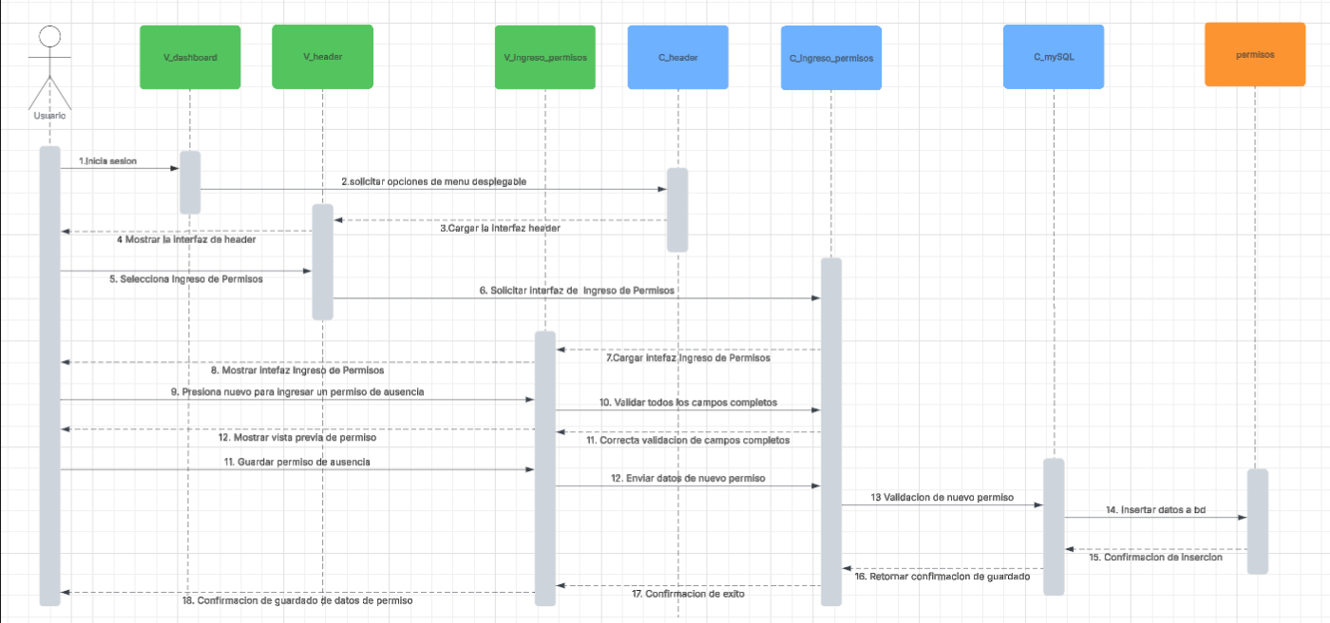 V_dashboard
V_header
V_Ingreso_permisos
C_header
C_Ingreso_permisos
C_mySQL
permisos
Usuario
1.Inicia sesion
2.solicitar opciones de menu desplegable
3.Cargar la interfaz header
4 Mostrar la interfaz de header
5. Selecciona Ingreso de Permisos
6. Solicitar interfaz de Ingreso de Permisos
7.Cargar intefaz Ingreso de Permisos
8. Mostrar intefaz Ingreso de Permisos
9. Presiona nuevo para ingresar un permiso de ausencia
10. Validar todos los campos completos
12. Mostrar vista previa de permiso
11. Correcta validacion de campos completos
11. Guardar permiso de ausencia
12. Enviar datos de nuevo permiso
13 Validacion de nuevo permiso
14. Insertar datos a bd
15. Confirmacion de insercion
16. Retornar confirmacion de guardado
17. Confirmacion de exito
18. Confirmacion de guardado de datos de permiso